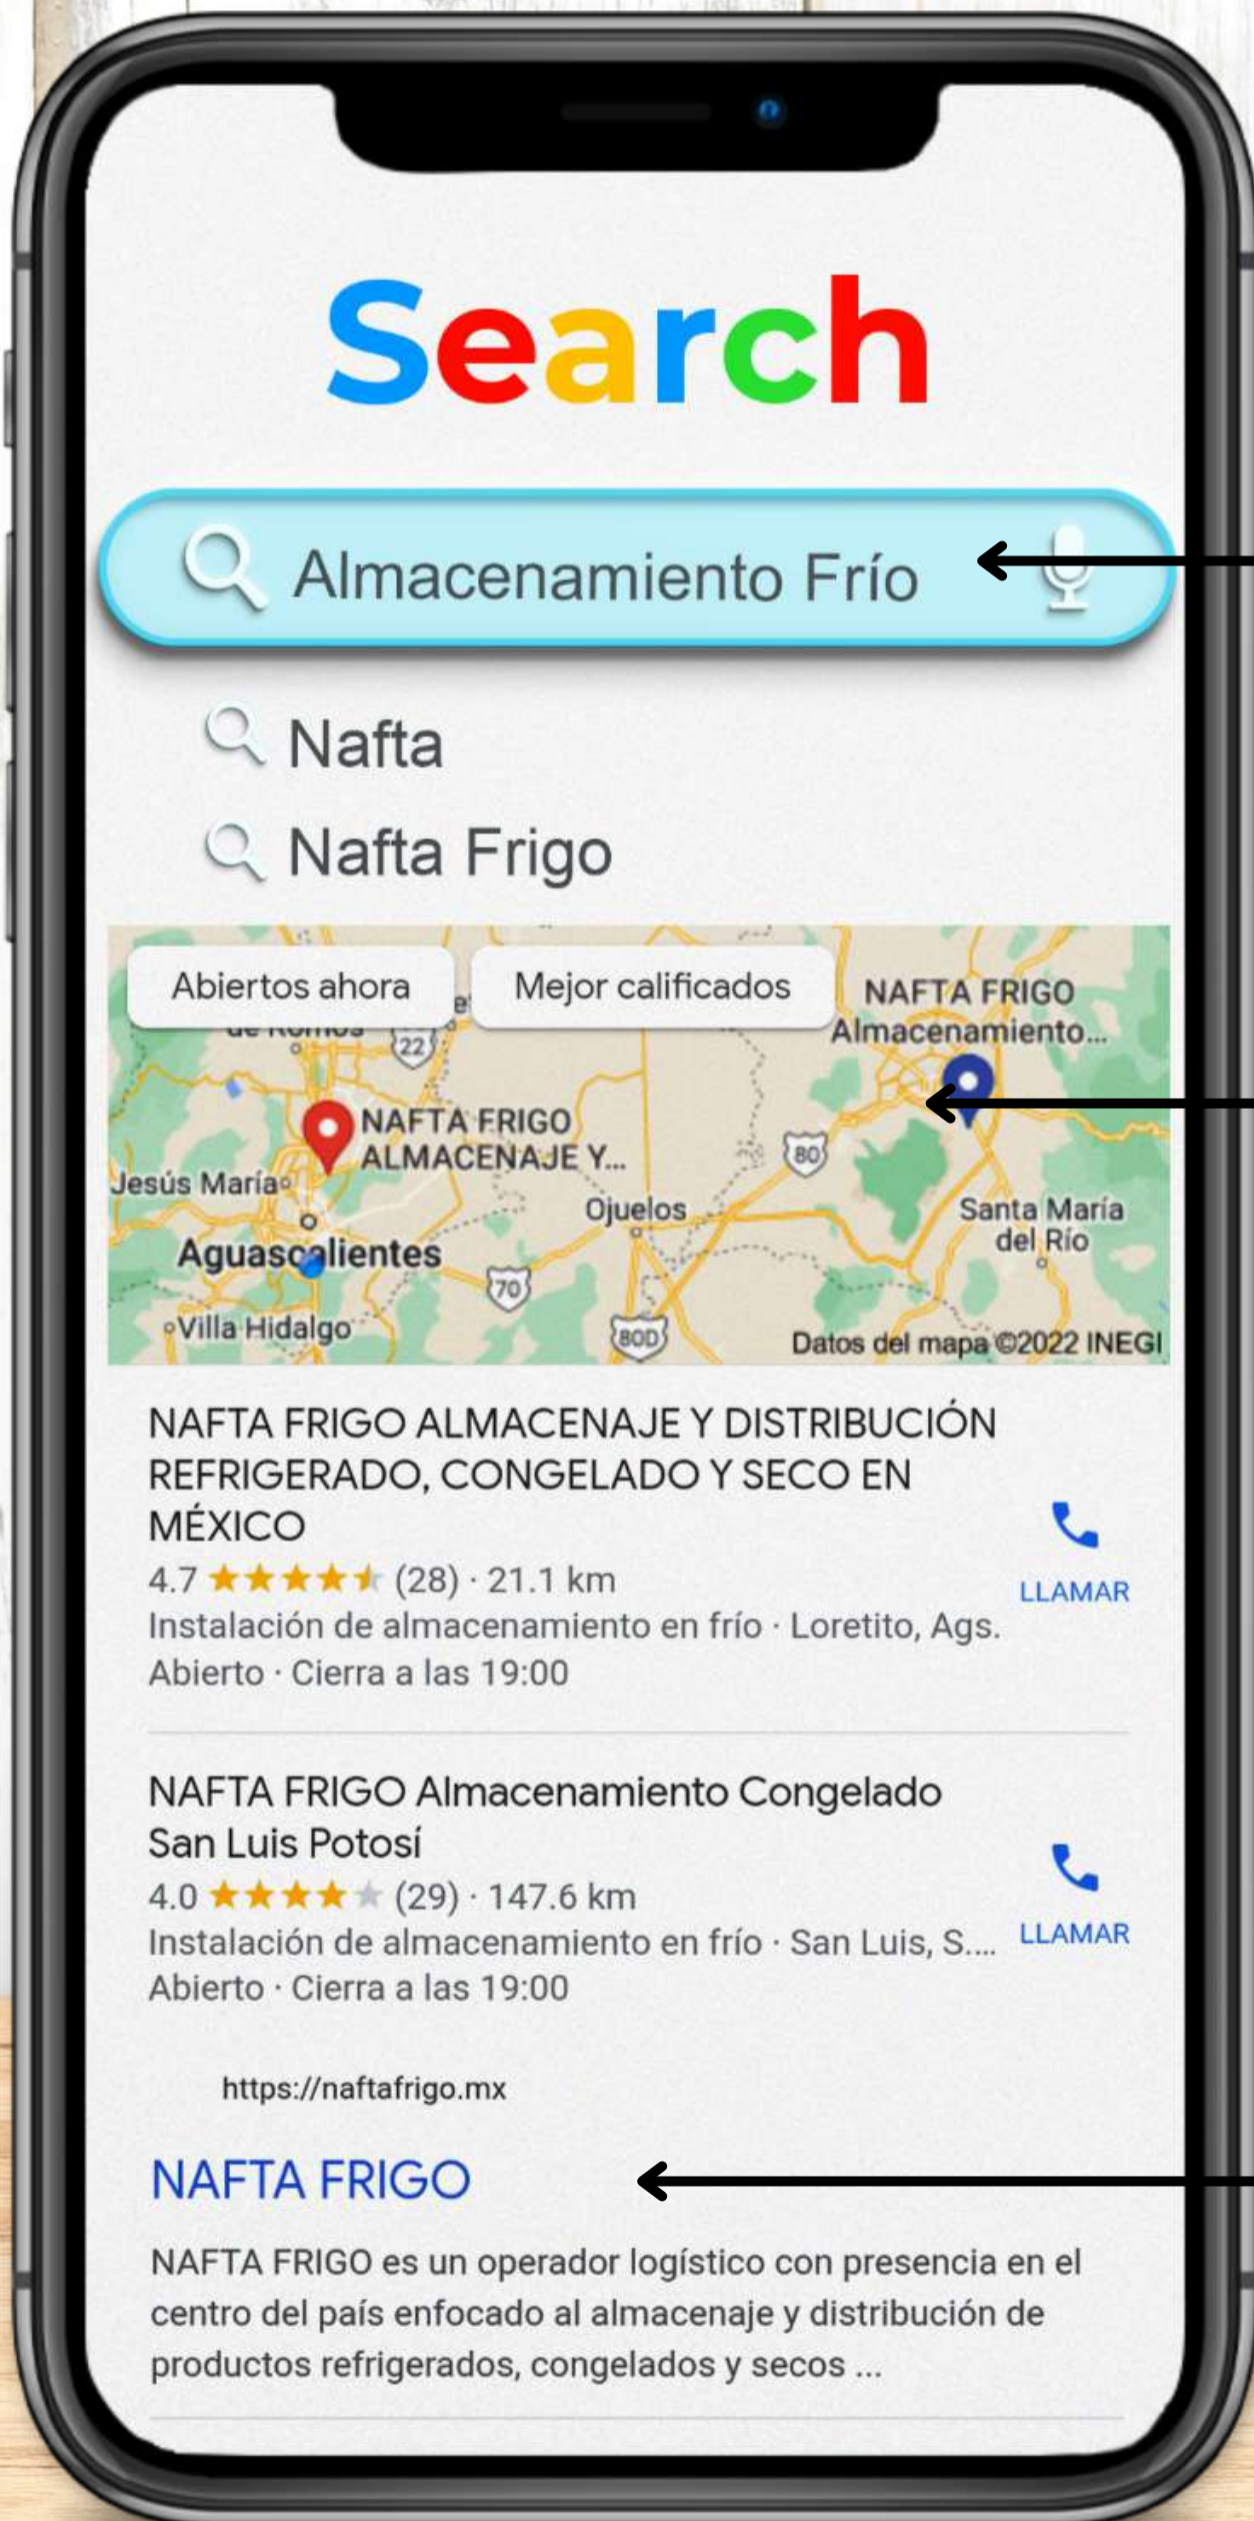 Search
Almacenamiento Frío
Nafta
Nafta Frigo
Abiertos ahora
Mejor calificados
NAFTA FRIGO
Almacenamiento...
de Romos
22
NAFTA FRIGO
ALMACENAJE Y...
80
Jesús María
Ojuelos
Santa María
del Río
Aguascalientes
70
Villa Hidalgo
80D
Datos del mapa ©2022 INEGI
NAFTA FRIGO ALMACENAJE Y DISTRIBUCIÓN
REFRIGERADO, CONGELADO Y SECO EN
MÉXICO
4.7 (28) · 21.1 km
LLAMAR
Instalación de almacenamiento en frío · Loretito, Ags.
Abierto · Cierra a las 19:00
NAFTA FRIGO Almacenamiento Congelado
San Luis Potosí
4.0 (29) · 147.6 km
LLAMAR
Instalación de almacenamiento en frío · San Luis, S....
Abierto · Cierra a las 19:00
https://naftafrigo.mx
NAFTA FRIGO
NAFTA FRIGO es un operador logístico con presencia en el
centro del país enfocado al almacenaje y distribución de
productos refrigerados, congelados y secos ...